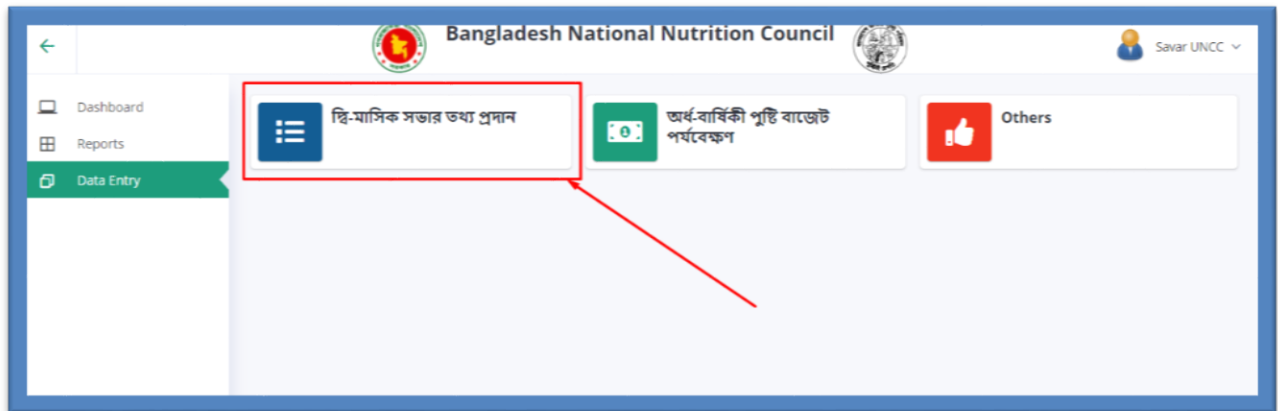 Bangladesh National Nutrition Council
Savar UNCC
Dashboard
Reports
Data Entry
দ্বি-মাসিক সভার তথ্য প্রদান
অর্ধ-বার্ষিকী পুষ্টি বাজেট
পর্যবেক্ষণ
Others